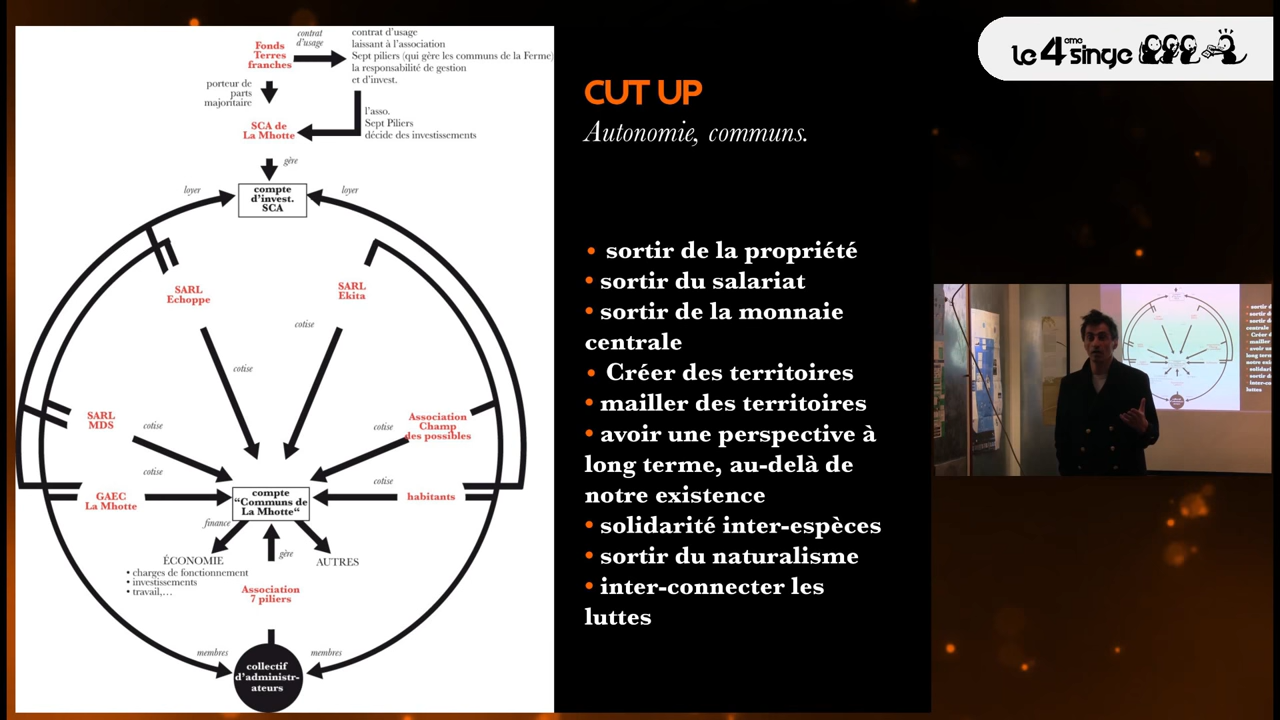 contrat
d'usage
Fonds
Terres
franches
contrat d'usage
laissant à l'association
Sept piliers (qui gère les communs de la Ferme)
la responsabilité de gestion
et d'invest.
porteur de
parts
majoritaire
l'asso.
Sept Piliers
décide des investissements
SCA de
La Mhotte
gère
loyer
compte
d'invest.
SCA
loyer
SARL
Echoppe
SARL
Ekita
cotise
cotise
SARL
MDS
cotise
cotise
Association
Champ
des possibles
cotise
cotise
GAEC
La Mhotte
compte
“Communs de
La Mhotte“
habitants
finance
gère
ÉCONOMIE
• charges de fonctionnement
• investissements
• travail,...
AUTRES
Association
7 piliers
membres
membres
collectif
d'administr-
ateurs
CUT UP
Autonomie, communs.
• sortir de la propriété
• sortir du salariat
• sortir de la monnaie
centrale
• Créer des territoires
• mailler des territoires
• avoir une perspective à
long terme, au-delà de
notre existence
• solidarité inter-espèces
• sortir du naturalisme
• inter-connecter les
luttes
le 4eme singe